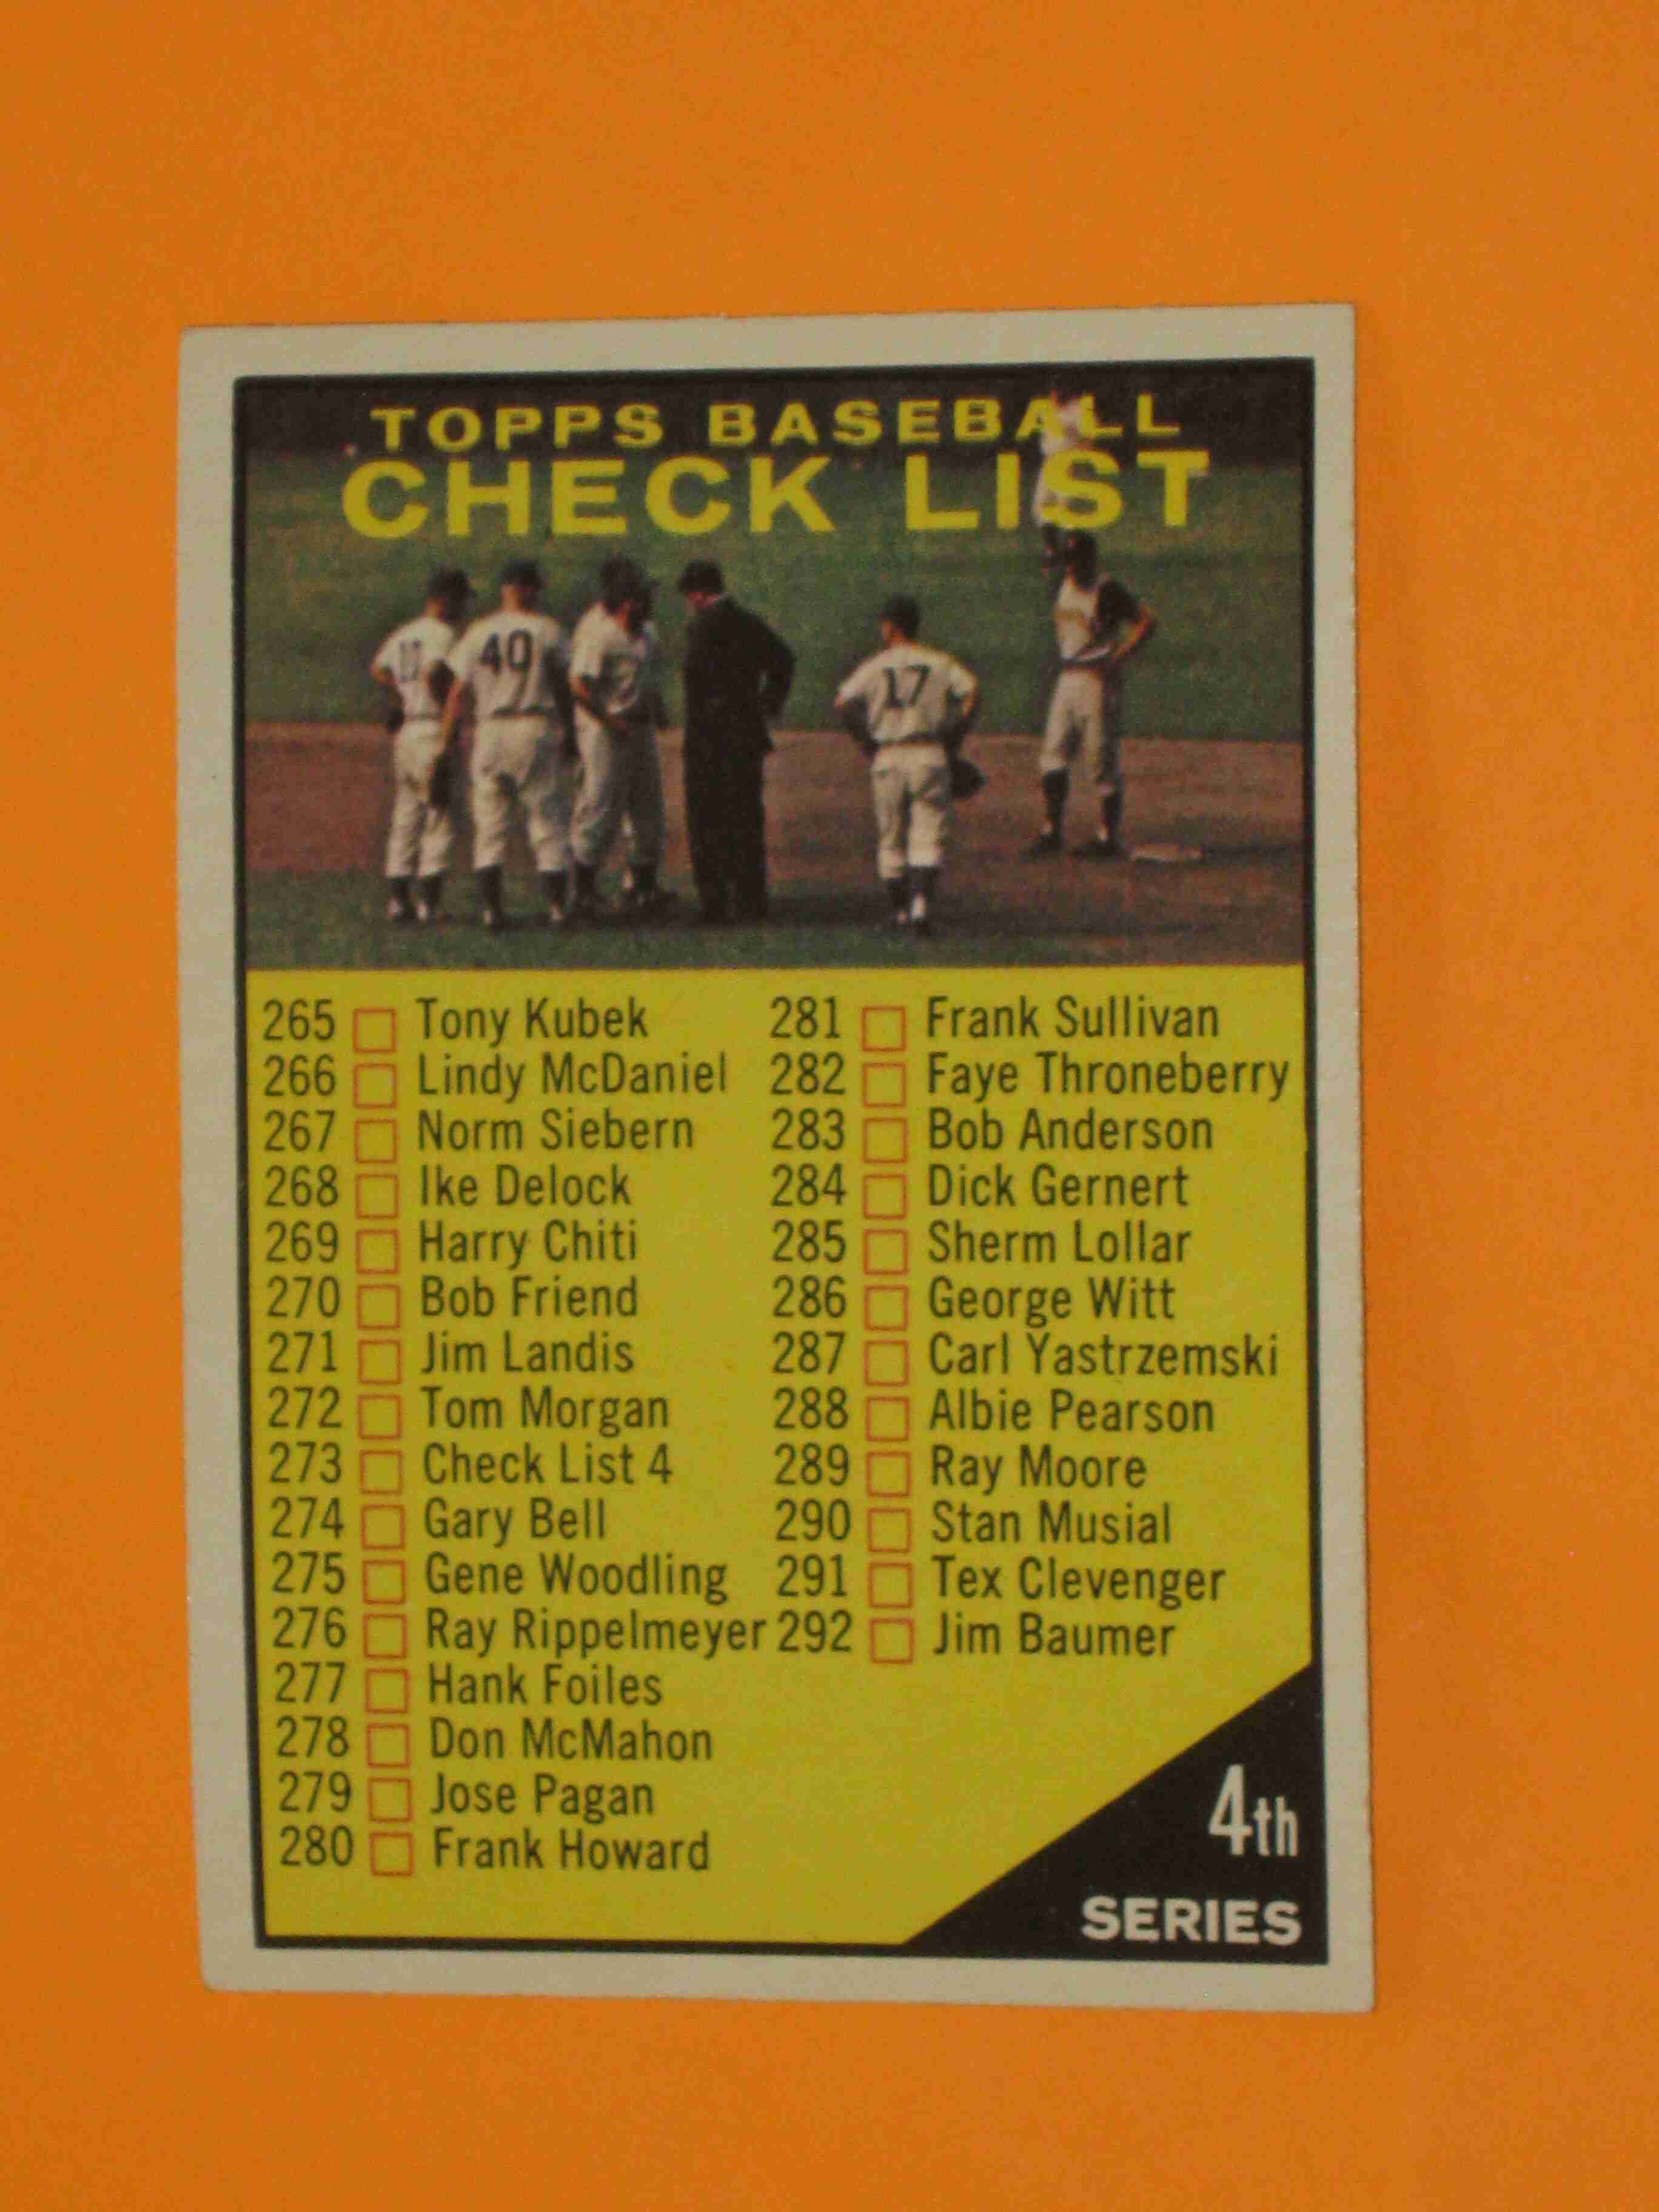 TOPPS BASEBALL
CHECK LIST
49
17
265 Tony Kubek
266 Lindy McDaniel
267 Norm Siebern
268 Ike Delock
269 Harry Chiti
270 Bob Friend
271 Jim Landis
272 Tom Morgan
273 Check List 4
274 Gary Bell
275 Gene Woodling
276 Ray Rippelmeyer
277 Hank Foiles
278 Don McMahon
279 Jose Pagan
280 Frank Howard
281 Frank Sullivan
282 Faye Throneberry
283 Bob Anderson
284 Dick Gernert
285 Sherm Lollar
286 George Witt
287 Carl Yastrzemski
288 Albie Pearson
289 Ray Moore
290 Stan Musial
291 Tex Clevenger
292 Jim Baumer
4th
SERIES